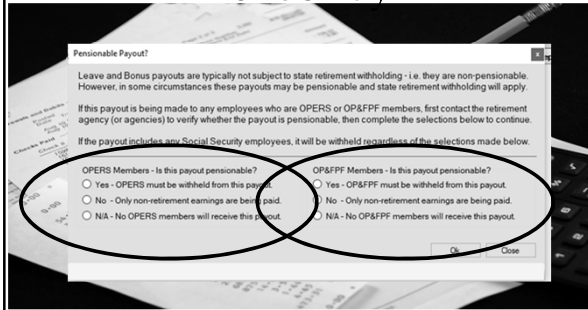 Pensionable Payout?
x
Leave and Bonus payouts are typically not subject to state retirement withholding - i.e. they are non-pensionable.
However, in some circumstances these payouts may be pensionable and state retirement withholding will apply.
If this payout is being made to any employees who are OPERS or OP&FPF members, first contact the retirement
agency (or agencies) to verify whether the payout is pensionable, then complete the selections below to continue.
If the payout includes any Social Security employees, it will be withheld regardless of the selections made below.
OPERS Members - Is this payout pensionable?
Yes - OPERS must be withheld from this payout.
No - Only non-retirement earnings are being paid.
N/A - No OPERS members will receive this payout.
OP&FPF Members - Is this payout pensionable?
Yes - OP&FPF must be withheld from this payout.
No - Only non-retirement earnings are being paid.
N/A - No OP&FPF members will receive this payout.
Ok
Close